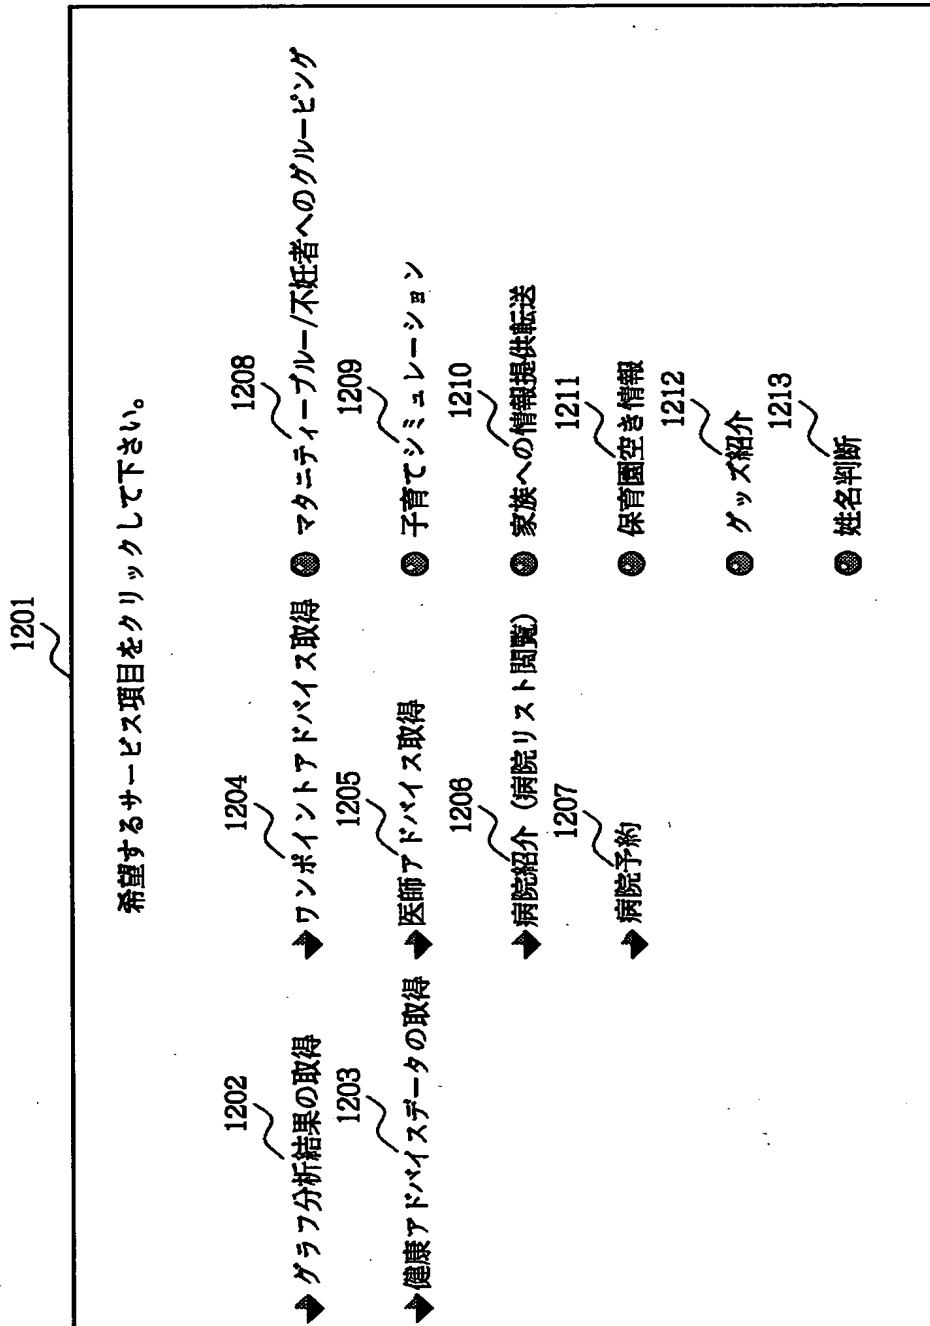 1201
希望するサービス項目をクリックして下さい。
1202
グラフ分析結果の取得
1203
健康アドバイスデータの取得
1204
ワンポイントアドバイス取得
1205
医師アドバイス取得
1206
病院紹介（病院リスト閲覧）
1207
病院予約
1208
マタニティーブルー/不妊者へのグルーピング
1209
子育てシミュレーション
1210
家族への情報提供転送
1211
保育園空き情報
1212
グッズ紹介
1213
姓名判断